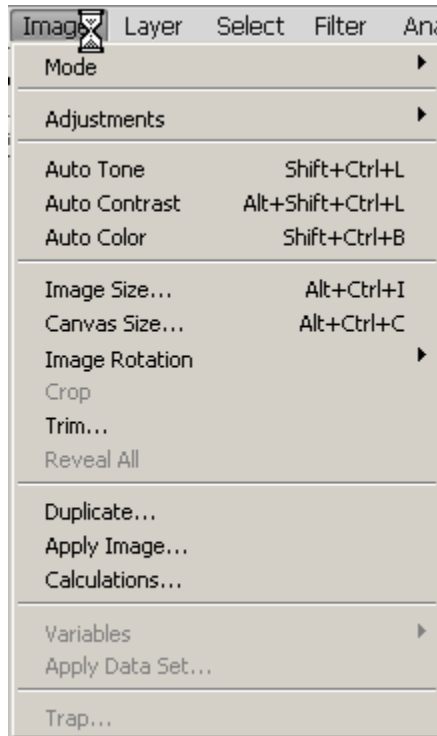 Image Layer Select Filter Ana
Mode
Adjustments
Auto Tone Shift+Ctrl+L
Auto Contrast Alt+Shift+Ctrl+L
Auto Color Shift+Ctrl+B
Image Size... Alt+Ctrl+I
Canvas Size... Alt+Ctrl+C
Image Rotation
Crop
Trim...
Reveal All
Duplicate...
Apply Image...
Calculations...
Variables
Apply Data Set...
Trap...